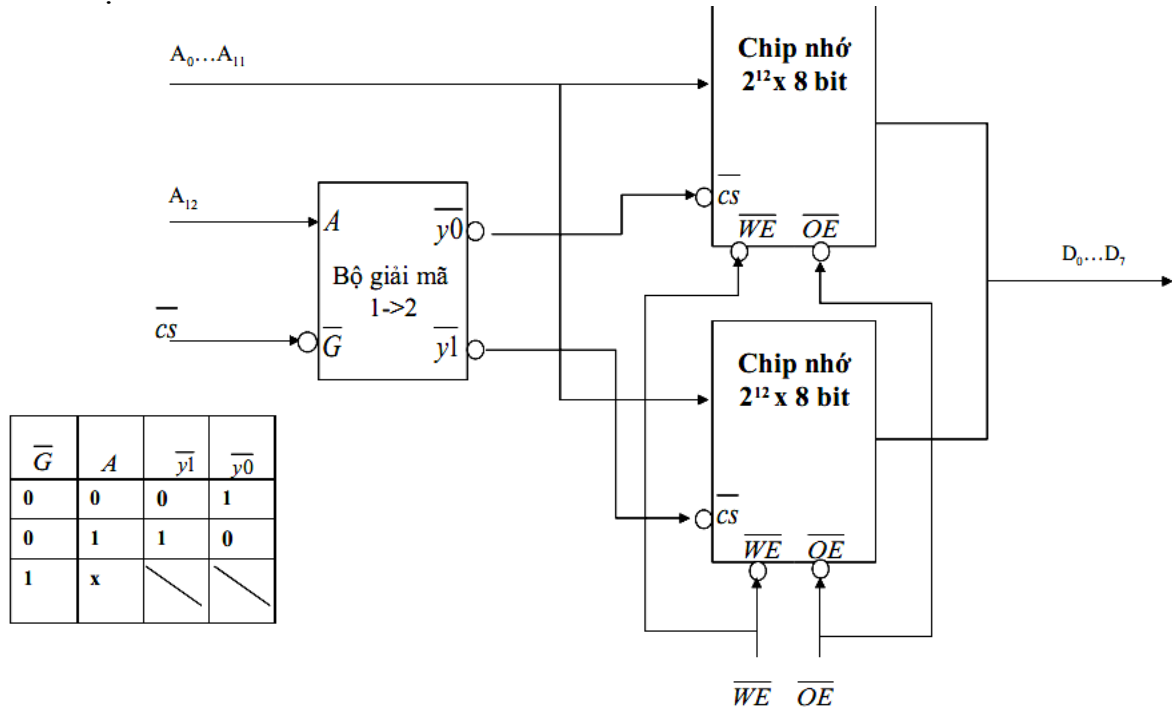 A₀…A₁₁
Chip nhớ
2¹² x 8 bit
A₁₂
A
y0
cs
WE
OE
D₀…D₇
Bộ giải mã
1->2
cs
G
y1
Chip nhớ
2¹² x 8 bit
cs
WE
OE
G A y1 y0
0 0 0 1
0 1 1 0
1 x
WE OE